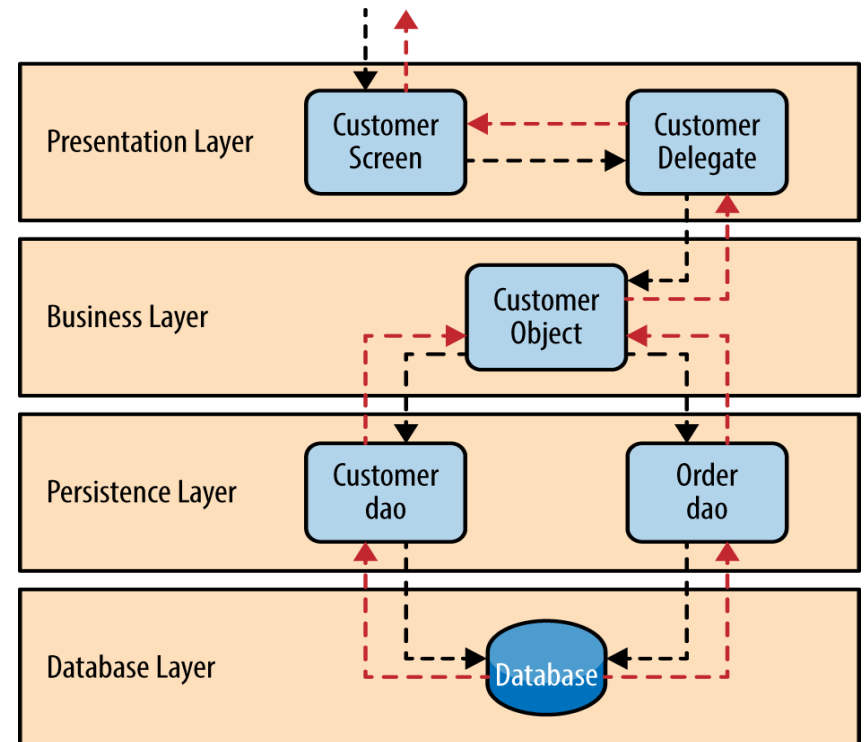 Presentation Layer
Customer
Screen
Customer
Delegate
Business Layer
Customer
Object
Persistence Layer
Customer
dao
Order
dao
Database Layer
Database